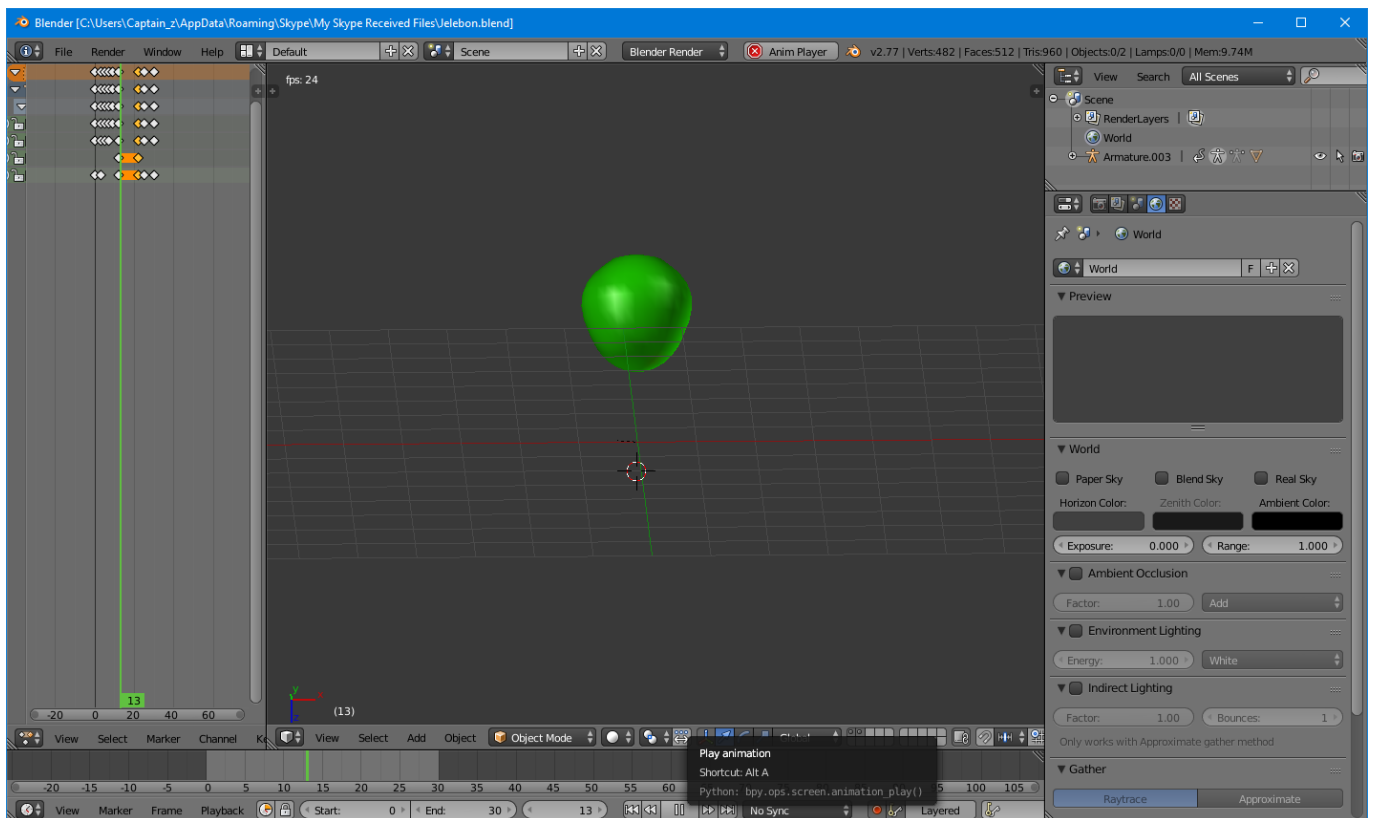 Blender [C:\Users\Captain_z\AppData\Roaming\Skype\My Skype Received Files\Jelebon.blend]
File Render Window Help Default Scene Blender Render Anim Player v2.77 | Verts:482 | Faces:512 | Tris:960 | Objects:0/2 | Lamps:0/0 | Mem:9.74M
fps: 24
View Search All Scenes
Scene
RenderLayers |
World
Armature.003 |
World
World F
Preview
World
Paper Sky Blend Sky Real Sky
Horizon Color: Zenith Color: Ambient Color:
Exposure: 0.000 Range: 1.000
Ambient Occlusion
Factor: 1.00 Add
Environment Lighting
Energy: 1.000 White
Indirect Lighting
Factor: 1.00 Bounces: 1
Only works with Approximate gather method
Gather
Raytrace Approximate
13
-20 0 20 40 60
y
z
(13)
View Select Marker Channel
View Select Add Object Object Mode
Play animation
Shortcut: Alt A
Python: bpy.ops.screen.animation_play()
-20 -15 -10 -5 0 5 10 15 20 25 30 35 40 45 50 55 60 100 105
View Marker Frame Playback Start: 0 End: 30 13 No Sync Layered